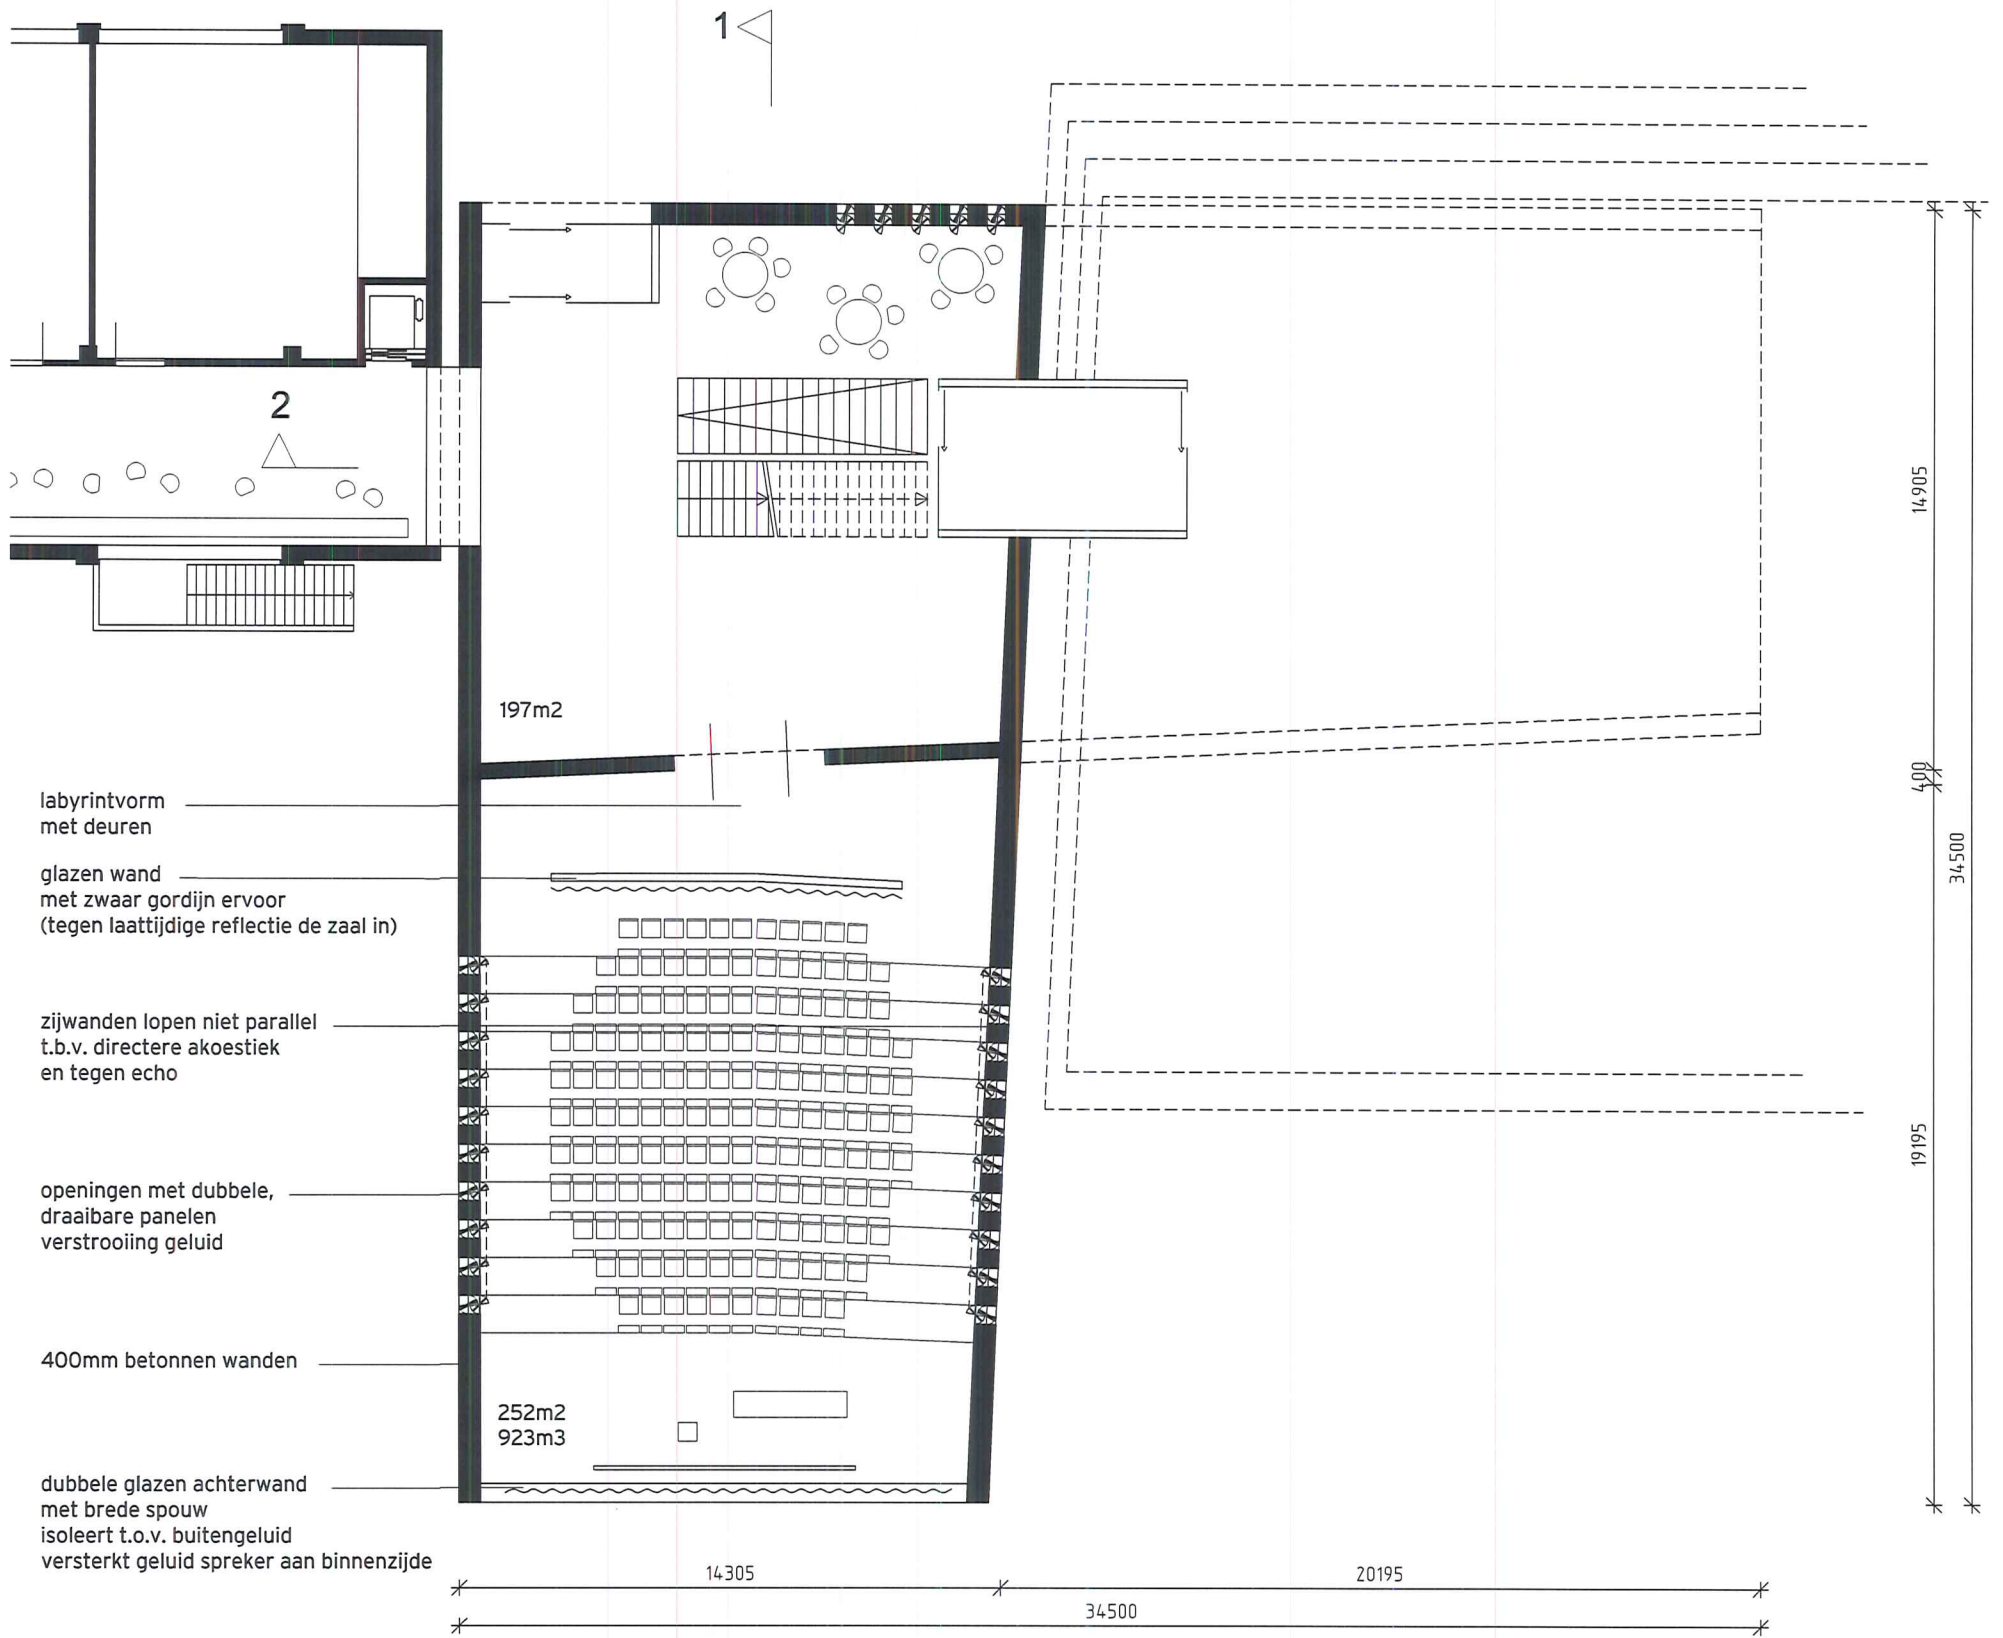 1
2
197m2
labyrintvorm
met deuren
glazen wand
met zwaar gordijn ervoor
(tegen laattijdige reflectie de zaal in)
zijwanden lopen niet parallel
t.b.v. directere akoestiek
en tegen echo
openingen met dubbele,
draaibare panelen
verstrooiing geluid
400mm betonnen wanden
252m2
923m3
dubbele glazen achterwand
met brede spouw
isoleert t.o.v. buitengeluid
versterkt geluid spreker aan binnenzijde
14905
400
34500
19195
14305
20195
34500